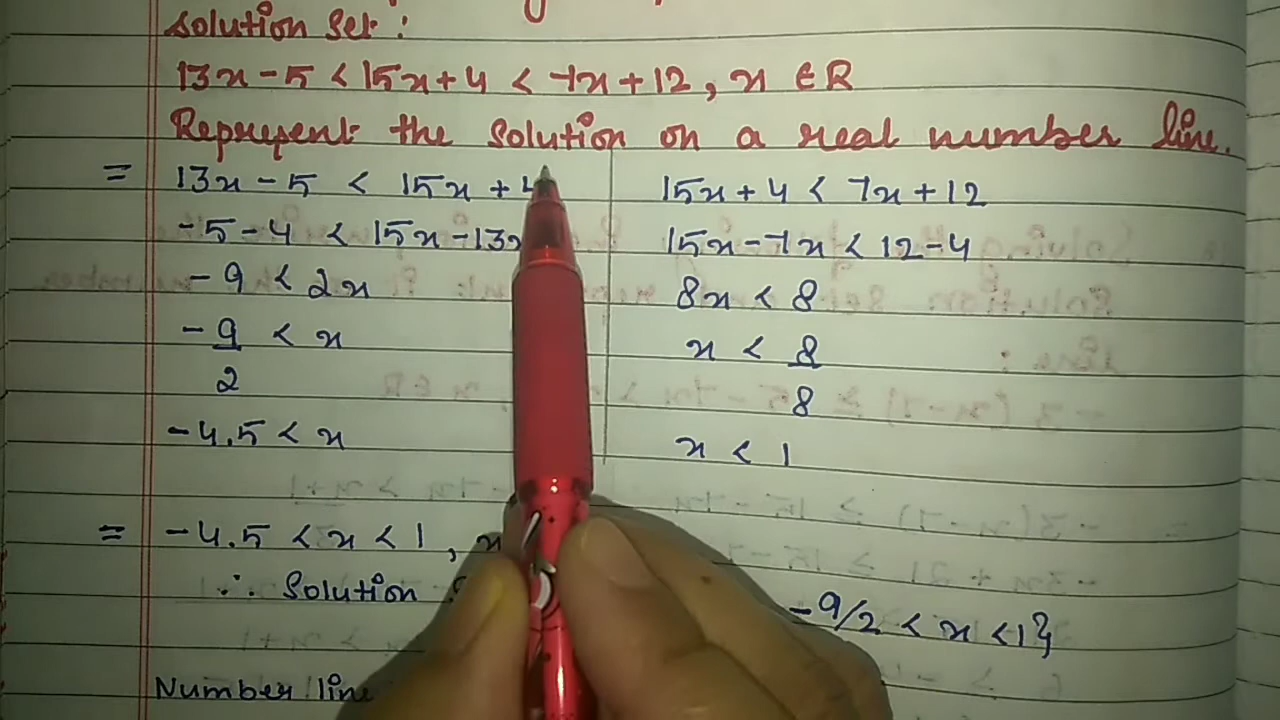 Solution Set :
13x - 5 < 15x + 4 < 7x + 12 , x ∈ R
Represent the solution on a real number line.
= 13x - 5 < 15x + 4
-5 - 4 < 15x - 13x
-9 < 2x
-9/2 < x
-4.5 < x
15x + 4 < 7x + 12
15x - 7x < 12 - 4
8x < 8
x < 8/8
x < 1
= -4.5 < x < 1 , x
∴ Solution
-9/2 < x < 1}
Number line